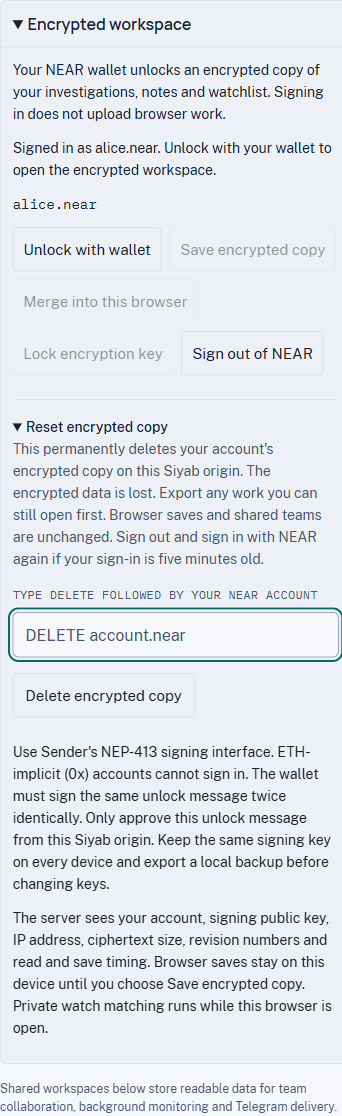 ▼ Encrypted workspace
Your NEAR wallet unlocks an encrypted copy of
your investigations, notes and watchlist. Signing
in does not upload browser work.
Signed in as alice.near. Unlock with your wallet to
open the encrypted workspace.
alice.near
Unlock with wallet Save encrypted copy
Merge into this browser
Lock encryption key Sign out of NEAR
▼ Reset encrypted copy
This permanently deletes your account's
encrypted copy on this Siyab origin. The
encrypted data is lost. Export any work you can
still open first. Browser saves and shared teams
are unchanged. Sign out and sign in with NEAR
again if your sign-in is five minutes old.
TYPE DELETE FOLLOWED BY YOUR NEAR ACCOUNT
DELETE account.near
Delete encrypted copy
Use Sender's NEP-413 signing interface. ETH-
implicit (0x) accounts cannot sign in. The wallet
must sign the same unlock message twice
identically. Only approve this unlock message
from this Siyab origin. Keep the same signing key
on every device and export a local backup before
changing keys.
The server sees your account, signing public key,
IP address, ciphertext size, revision numbers and
read and save timing. Browser saves stay on this
device until you choose Save encrypted copy.
Private watch matching runs while this browser is
open.
Shared workspaces below store readable data for team
collaboration, background monitoring and Telegram delivery.